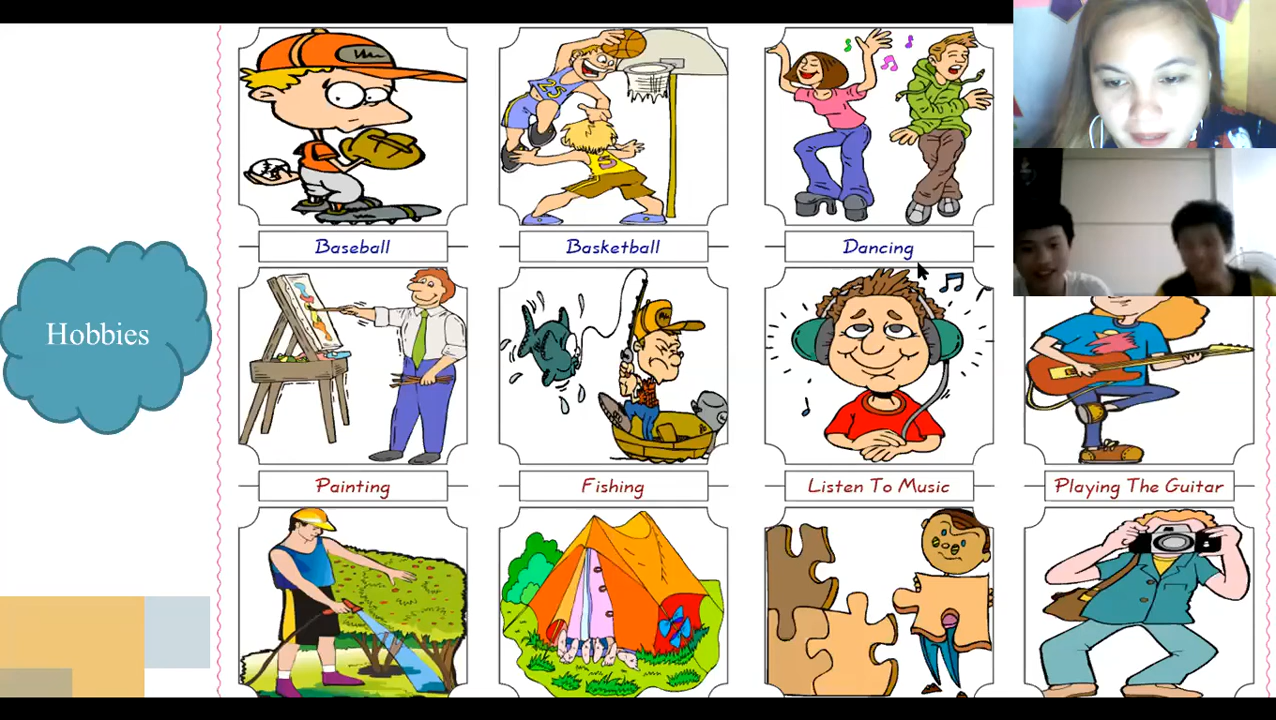 Baseball
Basketball
Dancing
Hobbies
Painting
Fishing
Listen To Music
Playing The Guitar